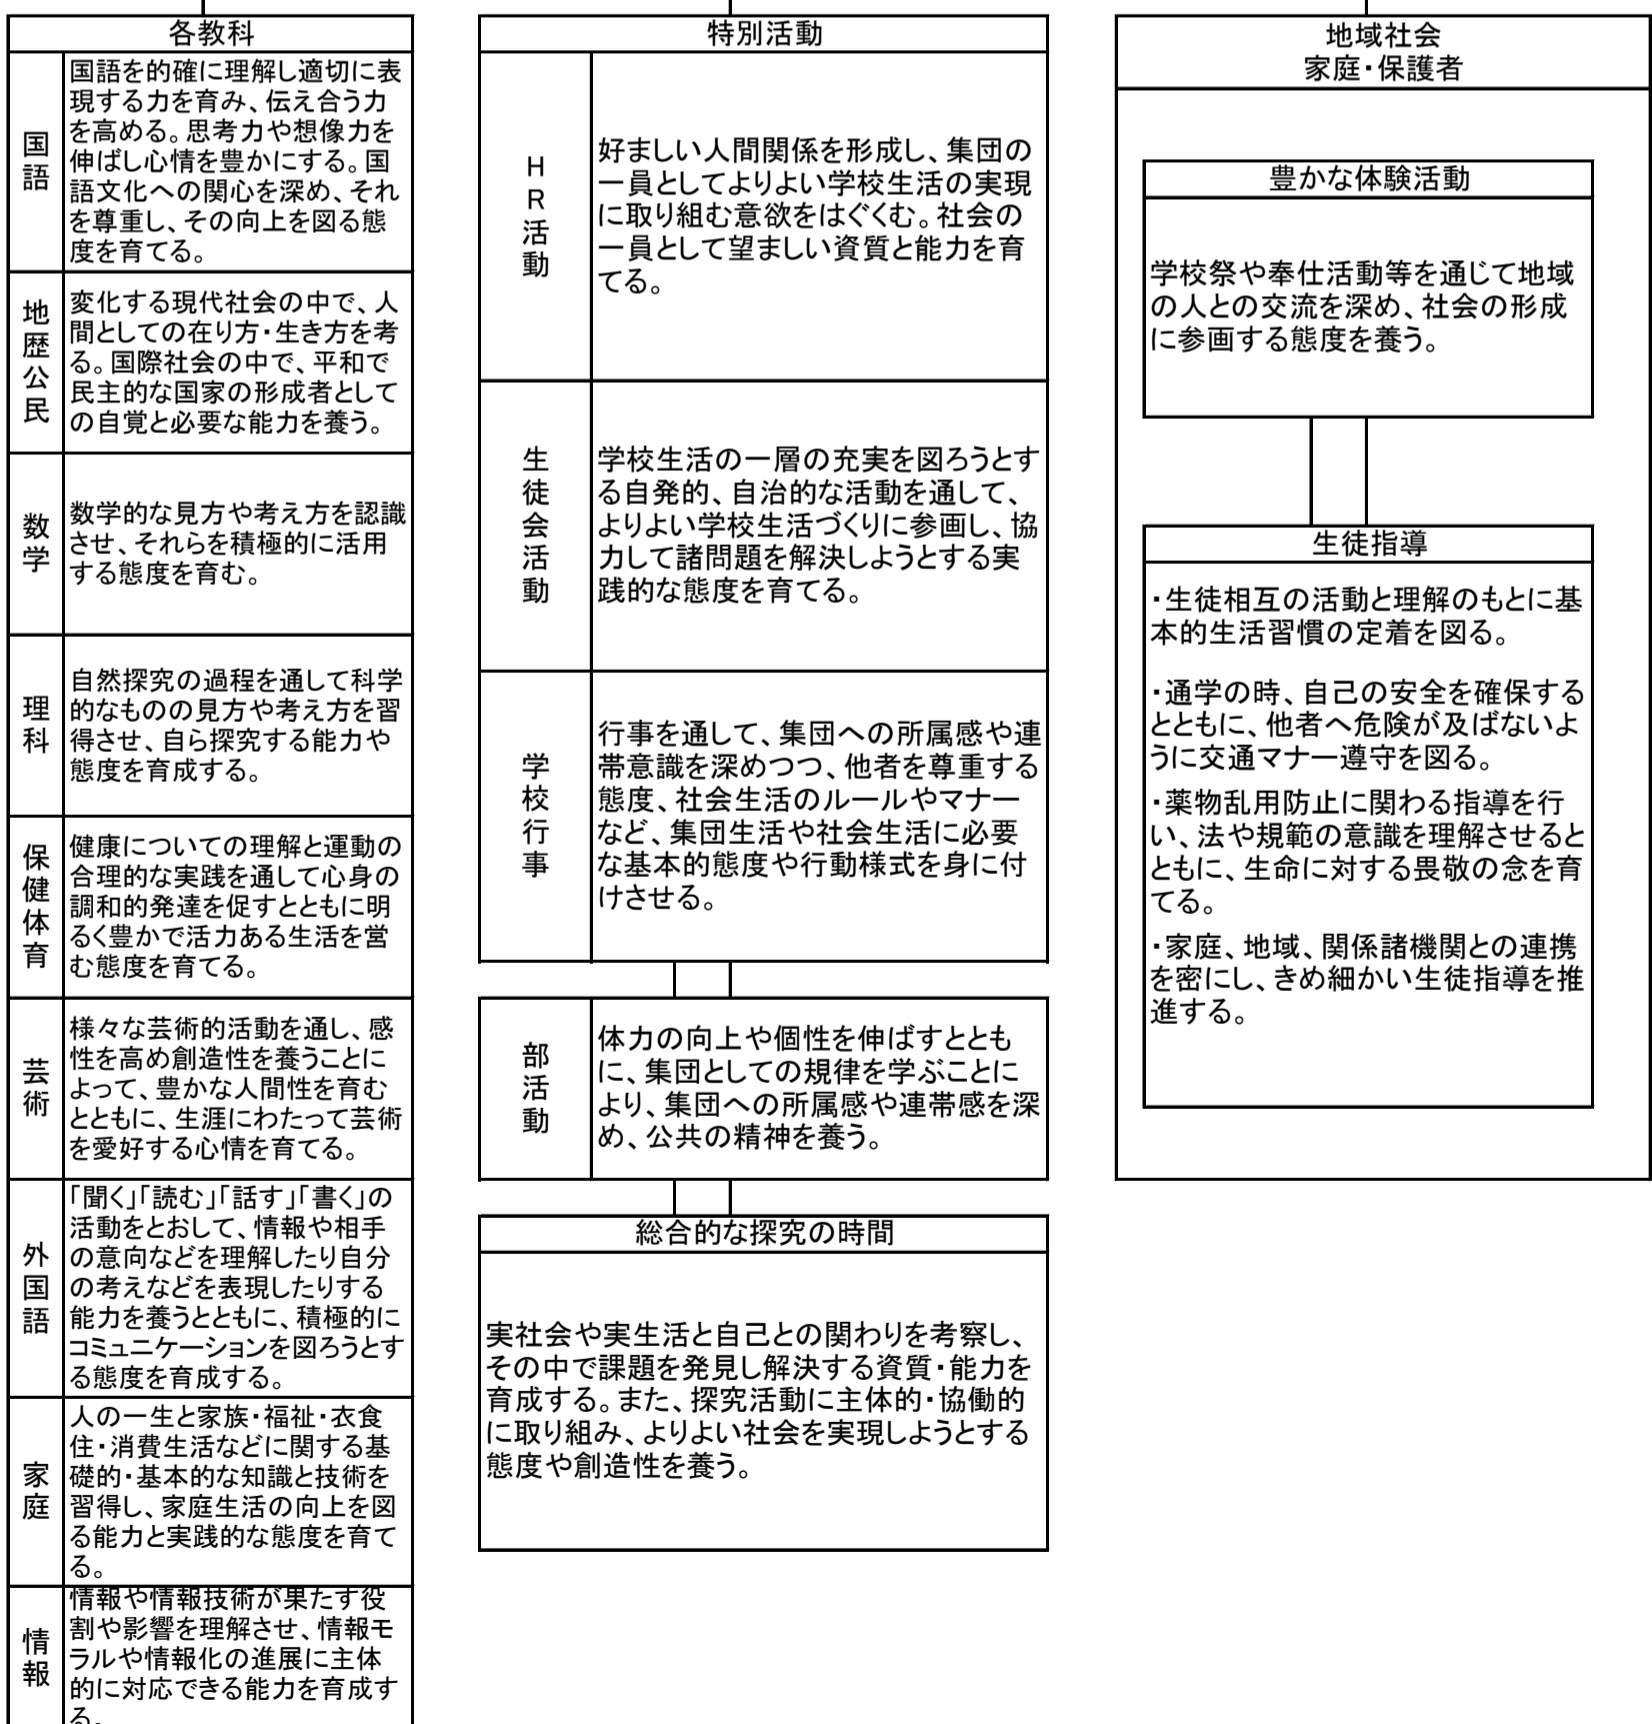 各教科
国語
国語を的確に理解し適切に表
現する力を育み、伝え合う力
を高める。思考力や想像力を
伸ばし心情を豊かにする。国
語文化への関心を深め、それ
を尊重し、その向上を図る態
度を育てる。
地歴公民
変化する現代社会の中で、人
間としての在り方・生き方を考
る。国際社会の中で、平和で
民主的な国家の形成者として
の自覚と必要な能力を養う。
数学
数学的な見方や考え方を認識
させ、それらを積極的に活用
する態度を育む。
理科
自然探究の過程を通して科学
的なものの見方や考え方を習
得させ、自ら探究する能力や
態度を育成する。
保健体育
健康についての理解と運動の
合理的な実践を通して心身の
調和的発達を促すとともに明
るく豊かで活力ある生活を営
む態度を育てる。
芸術
様々な芸術的活動を通し、感
性を高め創造性を養うことに
よって、豊かな人間性を育む
とともに、生涯にわたって芸術
を愛好する心情を育てる。
外国語
「聞く」「読む」「話す」「書く」の
活動をとおして、情報や相手
の意向などを理解したり自分
の考えなどを表現したりする
能力を養うとともに、積極的に
コミュニケーションを図ろうとす
る態度を育成する。
家庭
人の一生と家族・福祉・衣食
住・消費生活などに関する基
礎的・基本的な知識と技術を
習得し、家庭生活の向上を図
る能力と実践的な態度を育て
る。
情報
情報や情報技術が果たす役
割や影響を理解させ、情報モ
ラルや情報化の進展に主体
的に対応できる能力を育成す
る。
特別活動
HR活動
好ましい人間関係を形成し、集団の
一員としてよりよい学校生活の実現
に取り組む意欲をはぐくむ。社会の
一員として望ましい資質と能力を育
てる。
生徒会活動
学校生活の一層の充実を図ろうとす
る自発的、自治的な活動を通して、
よりよい学校生活づくりに参画し、協
力して諸問題を解決しようとする実
践的な態度を育てる。
学校行事
行事を通して、集団への所属感や連
帯意識を深めつつ、他者を尊重する
態度、社会生活のルールやマナー
など、集団生活や社会生活に必要
な基本的態度や行動様式を身に付
けさせる。
部活動
体力の向上や個性を伸ばすととも
に、集団としての規律を学ぶことに
より、集団への所属感や連帯感を深
め、公共の精神を養う。
総合的な探究の時間
実社会や実生活と自己との関わりを考察し、
その中で課題を発見し解決する資質・能力を
育成する。また、探究活動に主体的・協働的
に取り組み、よりよい社会を実現しようとする
態度や創造性を養う。
地域社会
家庭・保護者
豊かな体験活動
学校祭や奉仕活動等を通じて地域
の人との交流を深め、社会の形成
に参画する態度を養う。
生徒指導
・生徒相互の活動と理解のもとに基
本的生活習慣の定着を図る。
・通学の時、自己の安全を確保する
とともに、他者へ危険が及ばないよ
うに交通マナー遵守を図る。
・薬物乱用防止に関わる指導を行
い、法や規範の意識を理解させると
ともに、生命に対する畏敬の念を育
てる。
・家庭、地域、関係諸機関との連携
を密にし、きめ細かい生徒指導を推
進する。